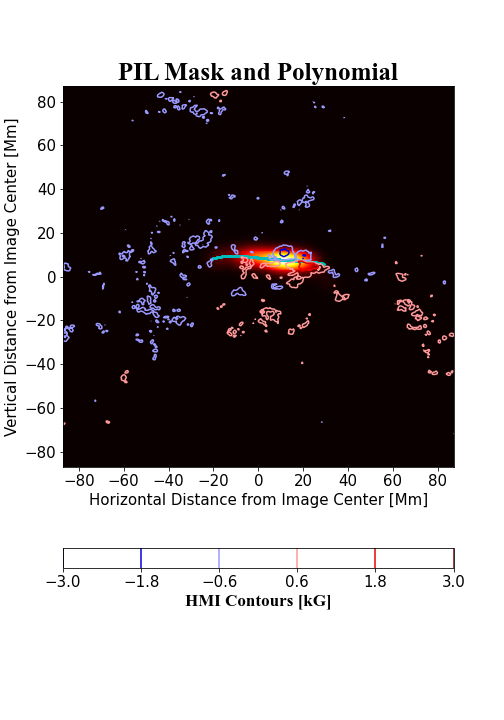 PIL Mask and Polynomial
80
60
40
20
0
−20
−40
−60
−80
Vertical Distance from Image Center [Mm]
−80 −60 −40 −20 0 20 40 60 80
Horizontal Distance from Image Center [Mm]
−3.0 −1.8 −0.6 0.6 1.8 3.0
HMI Contours [kG]